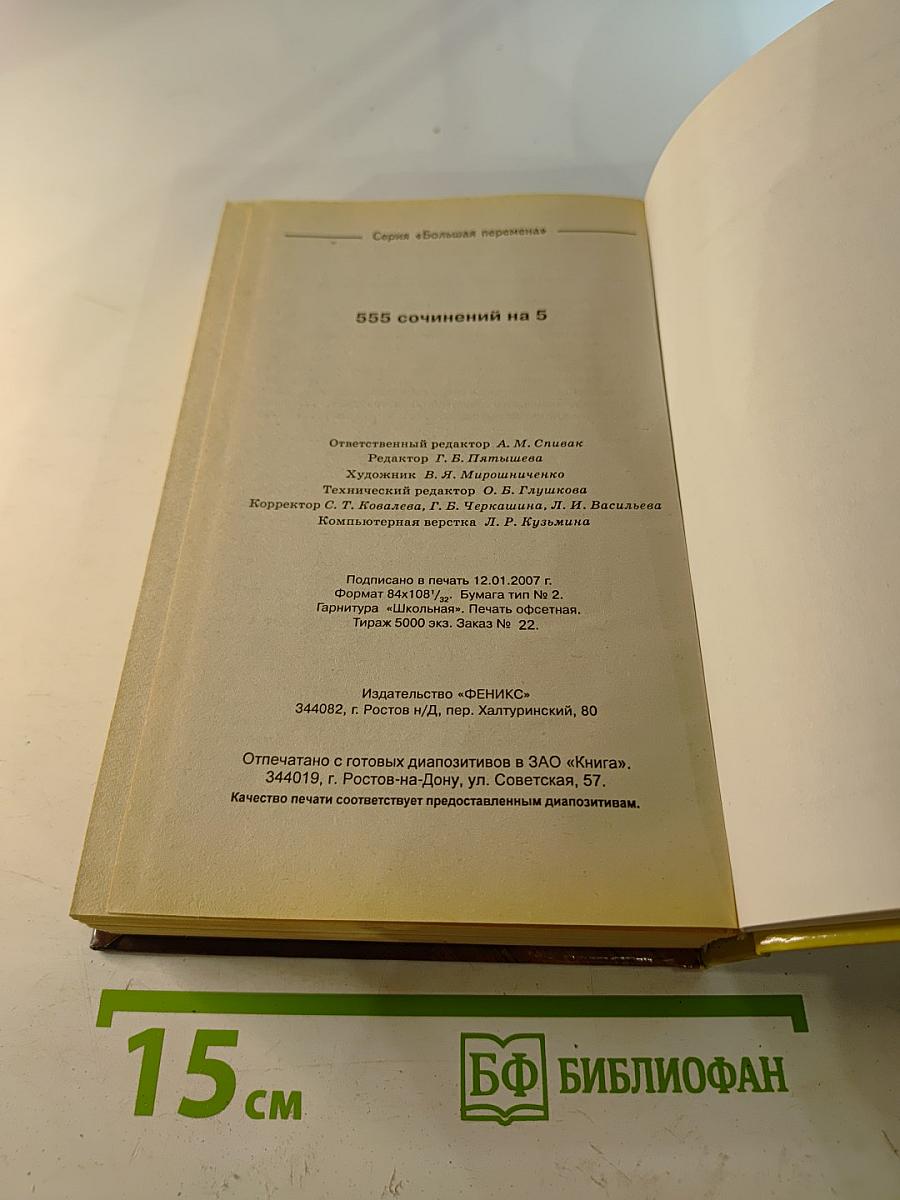 Серия «Большая перемена»
555 сочинений на 5
Ответственный редактор А. М. Спивак
Редактор Г. Б. Пятышева
Художник В. Я. Мирошниченко
Технический редактор О. Б. Глушкова
Корректор С. Т. Ковалева, Г. Б. Черкашина, Л. И. Васильева
Компьютерная верстка Л. Р. Кузьмина
Подписано в печать 12.01.2007 г.
Формат 84х108¹/₃₂. Бумага тип № 2.
Гарнитура «Школьная». Печать офсетная.
Тираж 5000 экз. Заказ № 22.
Издательство «ФЕНИКС»
344082, г. Ростов н/Д, пер. Халтуринский, 80
Отпечатано с готовых диапозитивов в ЗАО «Книга».
344019, г. Ростов-на-Дону, ул. Советская, 57.
Качество печати соответствует предоставленным диапозитивам.
15 см
БФ БИБЛИОФАН